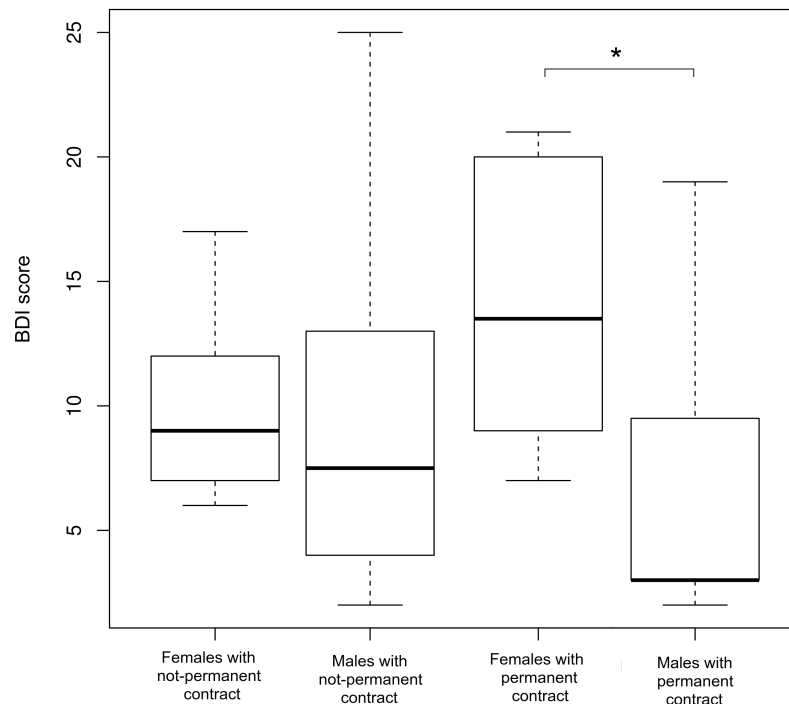 25
*
20
15
10
5
BDI score
Females with
not-permanent
contract
Males with
not-permanent
contract
Females with
permanent
contract
Males with
permanent
contract